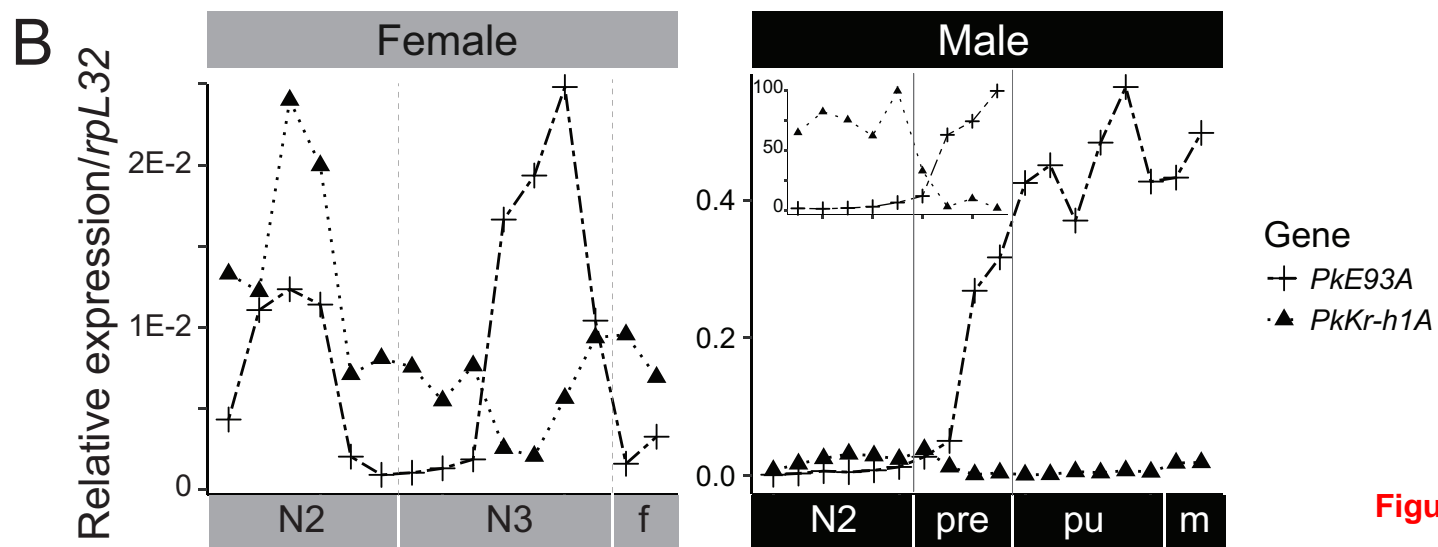 B
Female
Male
Relative expression/rpL32
2E-2
1E-2
0
100
50
0
0.4
0.2
0.0
Gene
PkE93A
PkKr-h1A
N2 N3 f
N2 pre pu m
Figu